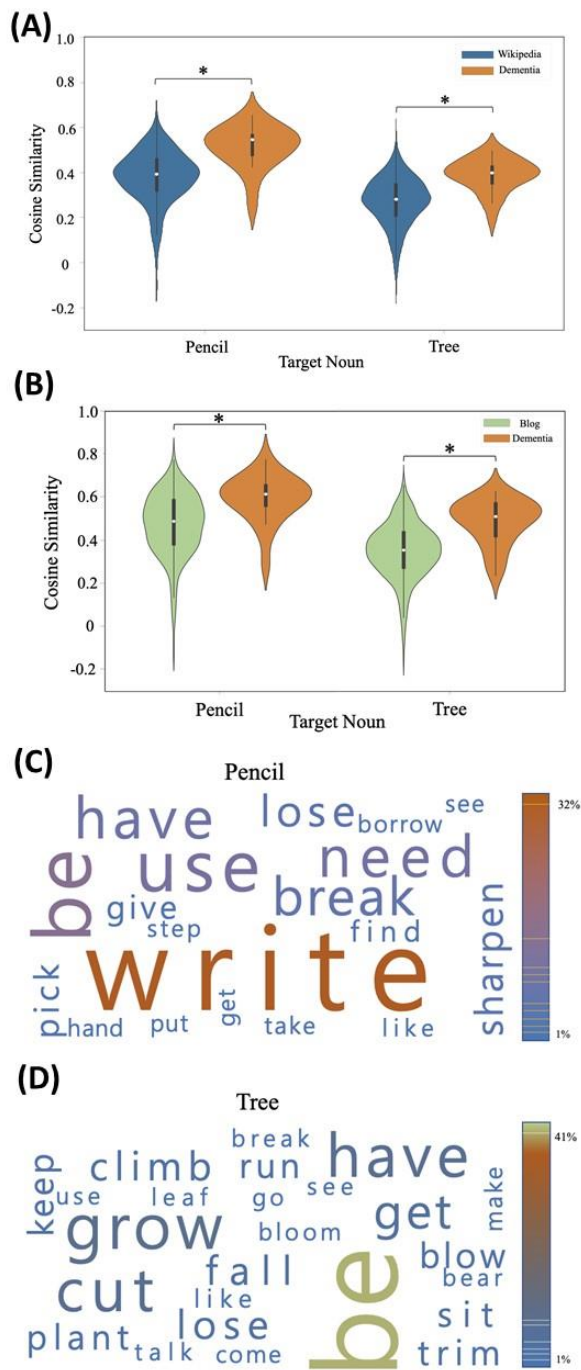 (A)
1.0
Wikipedia
Dementia
*
*
0.8
0.6
0.4
0.2
0
-0.2
Cosine Similarity
Pencil
Tree
Target Noun
(B)
1.0
Blog
Dementia
*
*
0.8
0.6
0.4
0.2
0
-0.2
Cosine Similarity
Pencil
Tree
Target Noun
(C)
Pencil
32%
have
lose
see
borrow
be
use
need
give
break
step
find
sharpen
write
pick
hand
put
get
take
like
1%
(D)
Tree
41%
break
have
keep
climb
run
see
make
use
leaf
go
get
grow
bloom
blow
fall
be
bear
cut
like
sit
plant
lose
talk
come
trim
1%